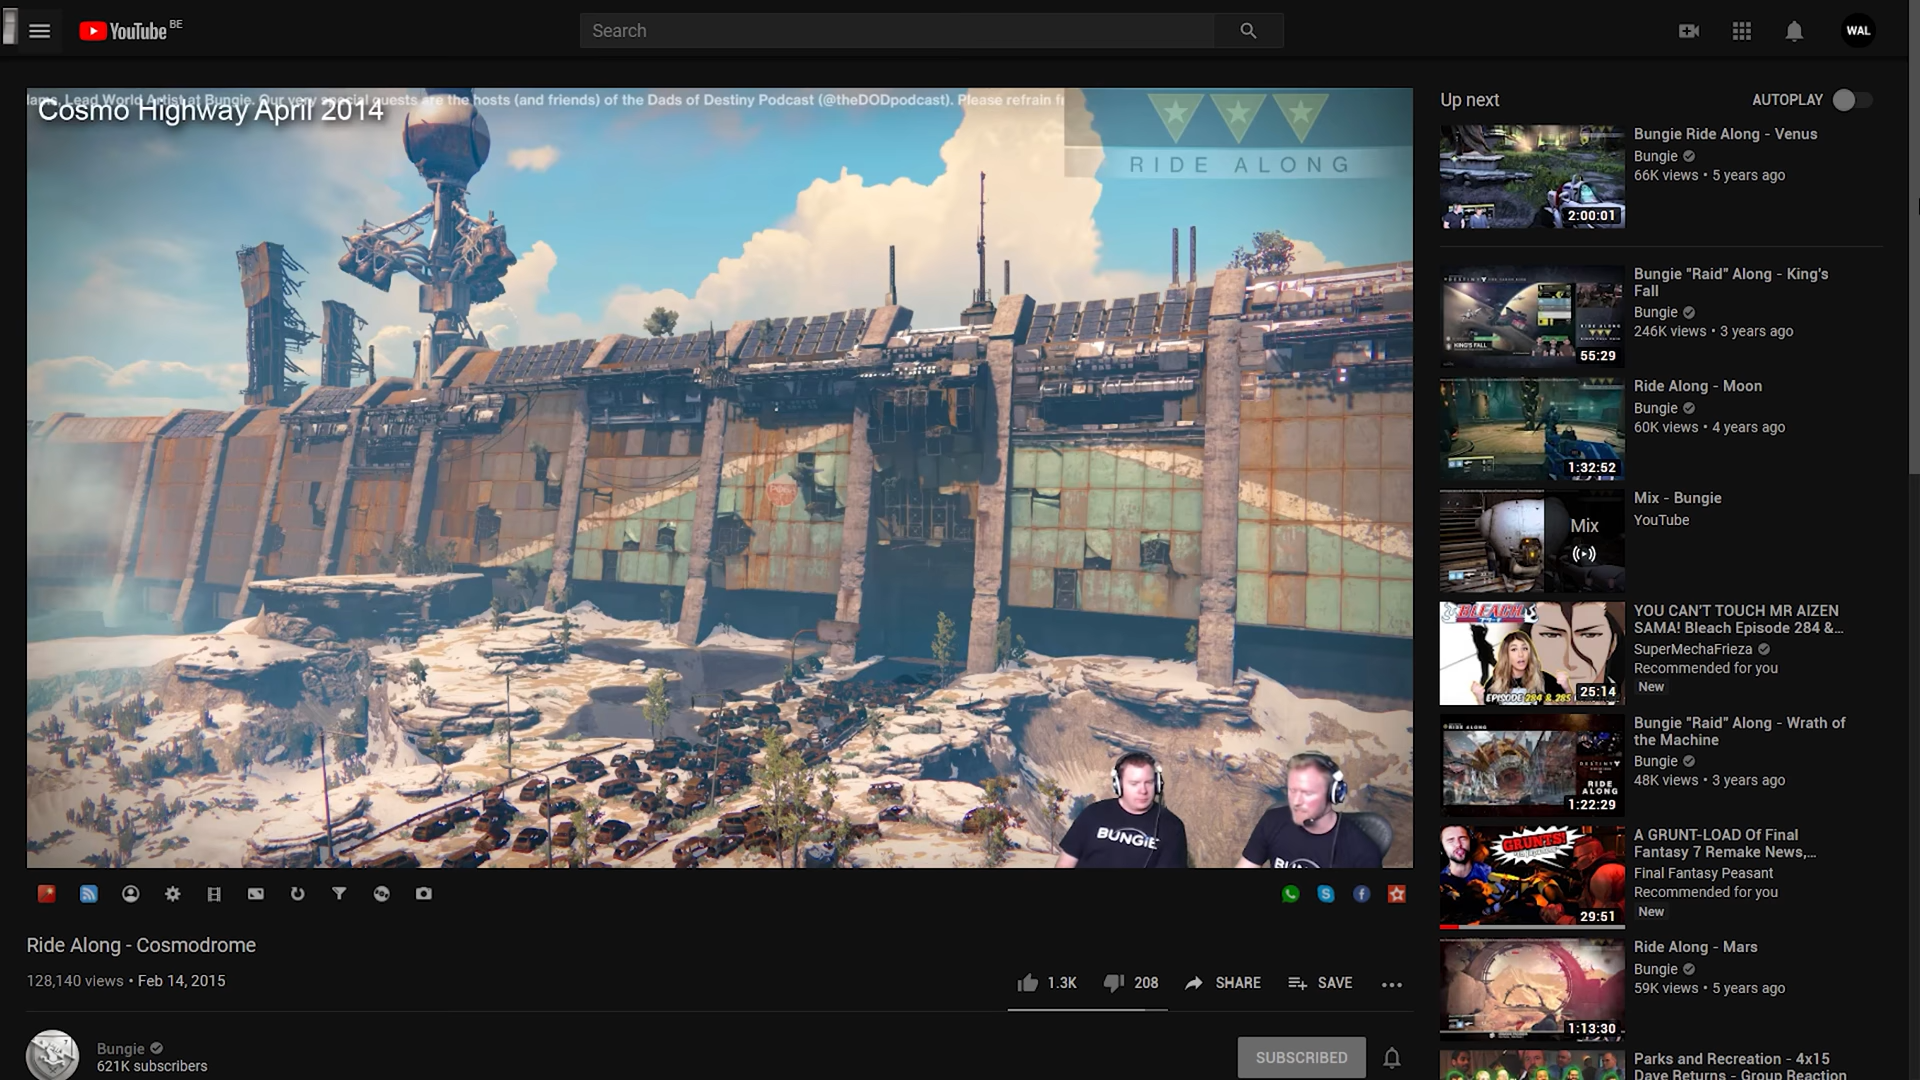 YouTube BE
Search
WAL
Lead World Artist at Bungie. Our very special guests are the hosts (and friends) of the Dads of Destiny Podcast (@theDODpodcast). Please refrain
Cosmo Highway April 2014
RIDE ALONG
BUNGIE
Ride Along - Cosmodrome
128,140 views • Feb 14, 2015
1.3K
208
SHARE
SAVE
Bungie
621K subscribers
SUBSCRIBED
Up next
AUTOPLAY
2:00:01
Bungie Ride Along - Venus
Bungie
66K views • 5 years ago
KING'S FALL
55:29
Bungie "Raid" Along - King's
Fall
Bungie
246K views • 3 years ago
1:32:52
Ride Along - Moon
Bungie
60K views • 4 years ago
Mix
Mix - Bungie
YouTube
BLEACH
EPISODE 284 & 285
25:14
YOU CAN'T TOUCH MR AIZEN
SAMA! Bleach Episode 284 &...
SuperMechaFrieza
Recommended for you
New
DESTINY
RIDE
ALONG
1:22:29
Bungie "Raid" Along - Wrath of
the Machine
Bungie
48K views • 3 years ago
GRUNTS!
29:51
A GRUNT-LOAD Of Final
Fantasy 7 Remake News,...
Final Fantasy Peasant
Recommended for you
New
1:13:30
Ride Along - Mars
Bungie
59K views • 5 years ago
Parks and Recreation - 4x15
Dave Returns - Group Reaction